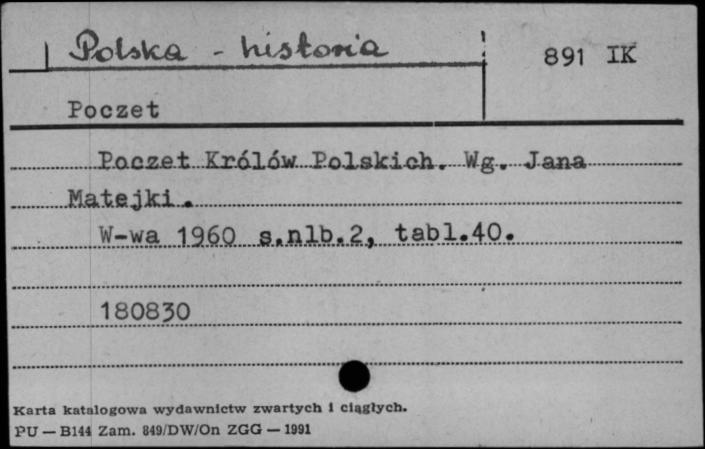 Polska - historia
891 IK
Poczet
Poczet Królów Polskich. Wg. Jana
Matejki.
W-wa 1960 s.nlb.2, tabl.40.
180830
Karta katalogowa wydawnictw zwartych i ciągłych.
PU — B144 Zam. 849/DW/On ZGG — 1991